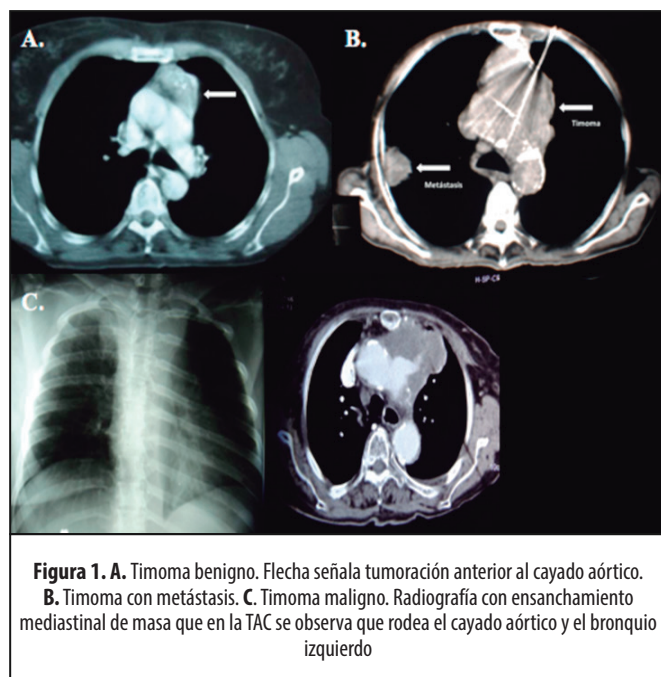 A.
B.
Timoma
Metástasis
H-SP-CR
C.
Figura 1. A. Timoma benigno. Flecha señala tumoración anterior al cayado aórtico.
B. Timoma con metástasis. C. Timoma maligno. Radiografía con ensanchamiento
mediastinal de masa que en la TAC se observa que rodea el cayado aórtico y el bronquio
izquierdo